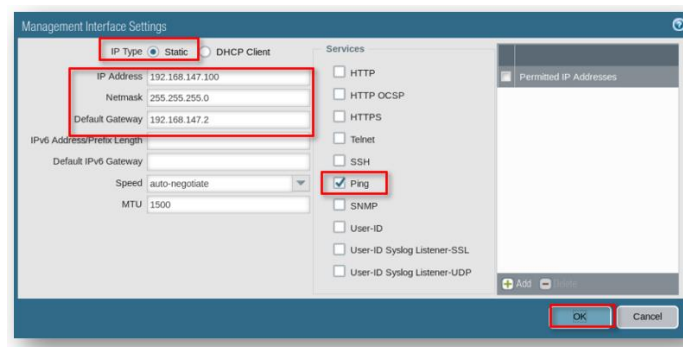 Management Interface Settings
IP Type Static DHCP Client
IP Address 192.168.147.100
Netmask 255.255.255.0
Default Gateway 192.168.147.2
IPv6 Address/Prefix Length
Default IPv6 Gateway
Speed auto-negotiate
MTU 1500
Services
HTTP
HTTP OCSP
HTTPS
Telnet
SSH
Ping
SNMP
User-ID
User-ID Syslog Listener-SSL
User-ID Syslog Listener-UDP
Permitted IP Addresses
Add Delete
OK Cancel